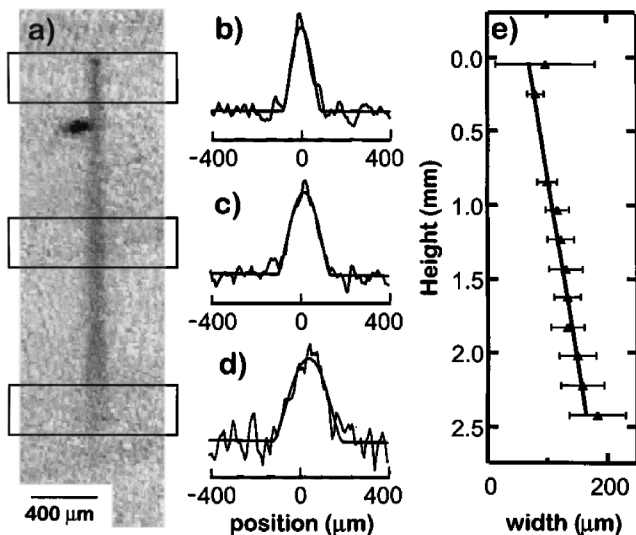 a)
400 μm
b)
-400 0 400
c)
-400 0 400
d)
-400 0 400
position (μm)
e)
0.0
0.5
1.0
1.5
2.0
2.5
Height (mm)
0 200
width (μm)